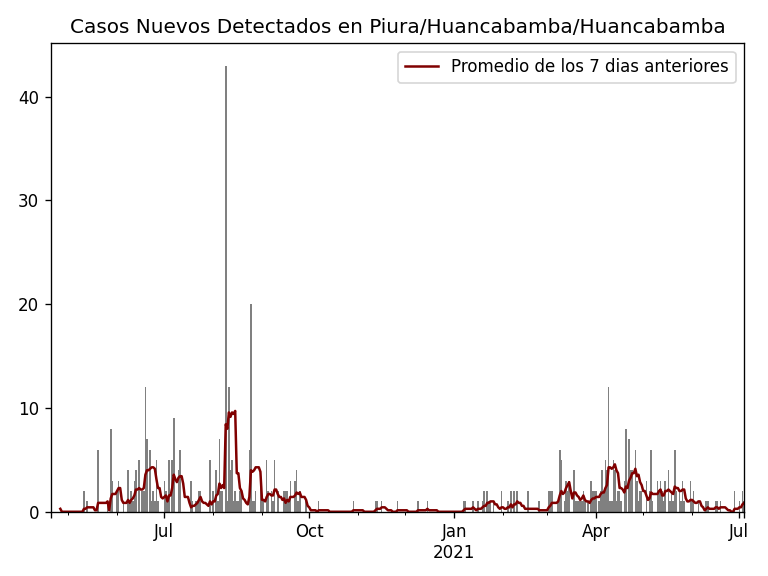 Casos Nuevos Detectados en Piura/Huancabamba/Huancabamba
Promedio de los 7 dias anteriores
40
30
20
10
0
Jul
Oct
Jan
2021
Apr
Jul